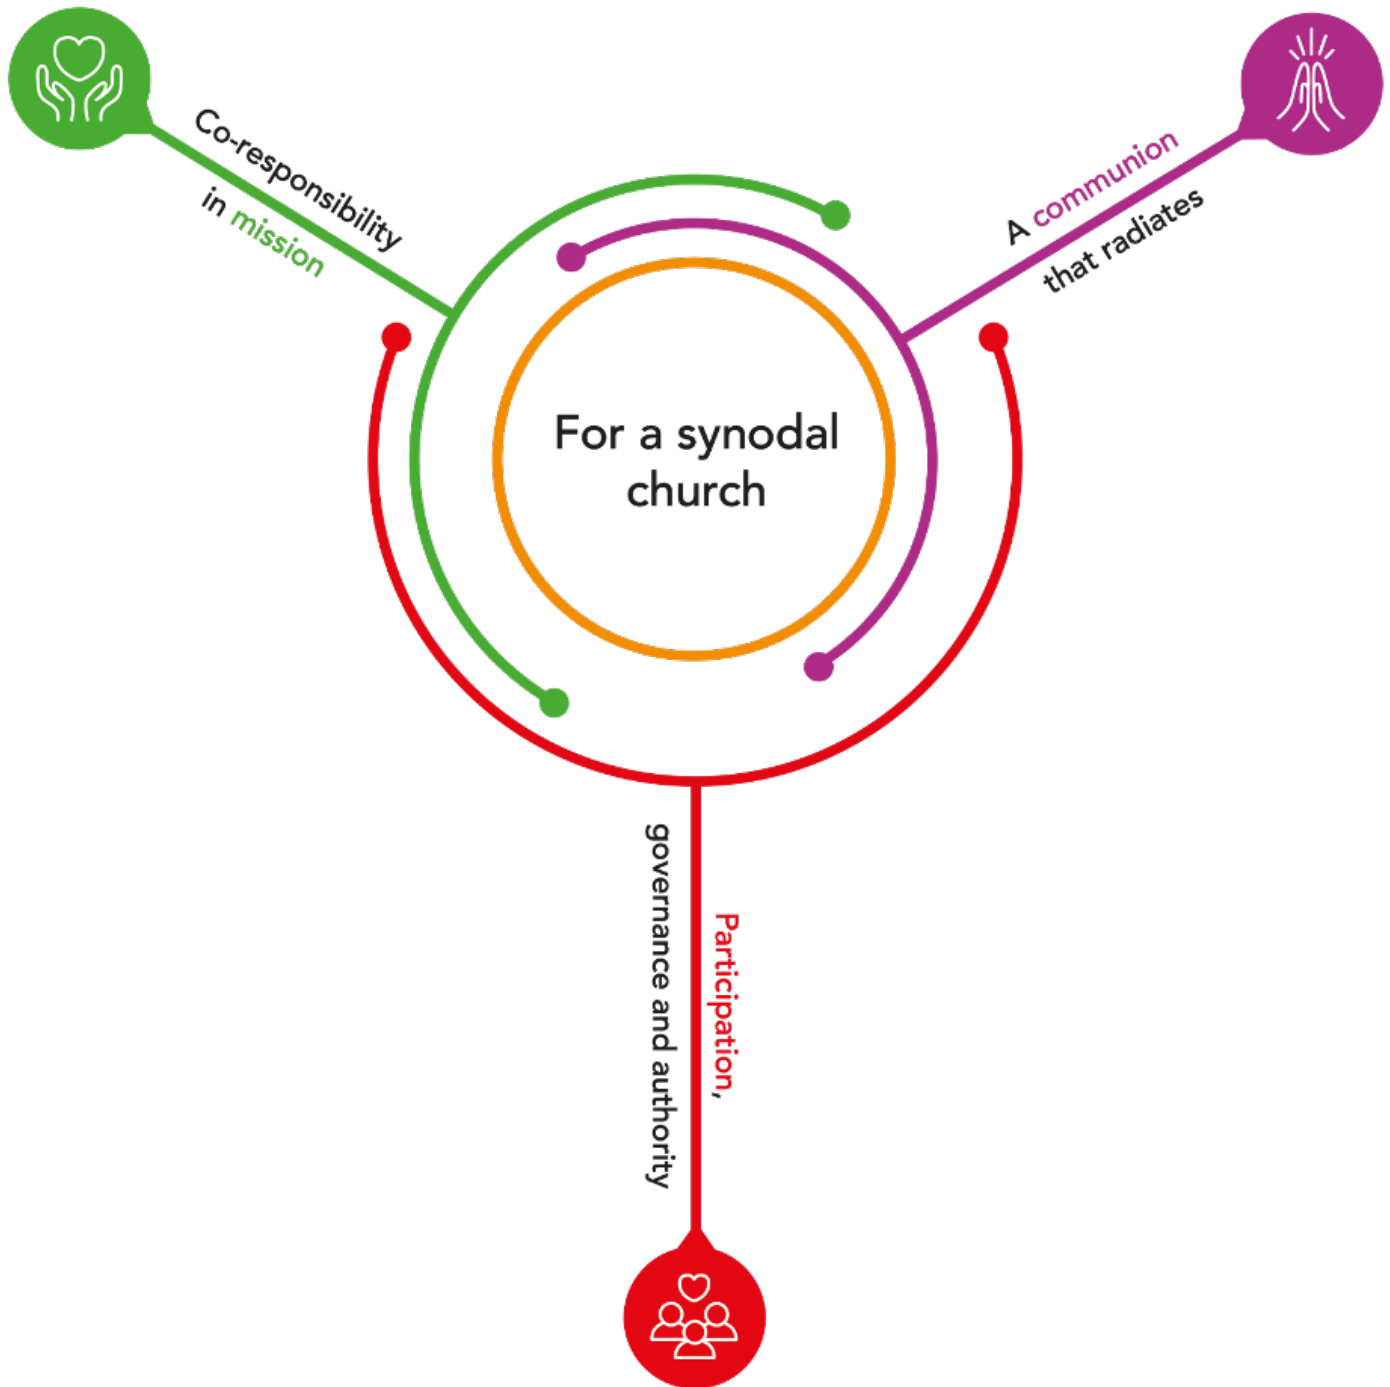 Co-responsibility
in mission
A communion
that radiates
For a synodal
church
Participation,
governance and authority